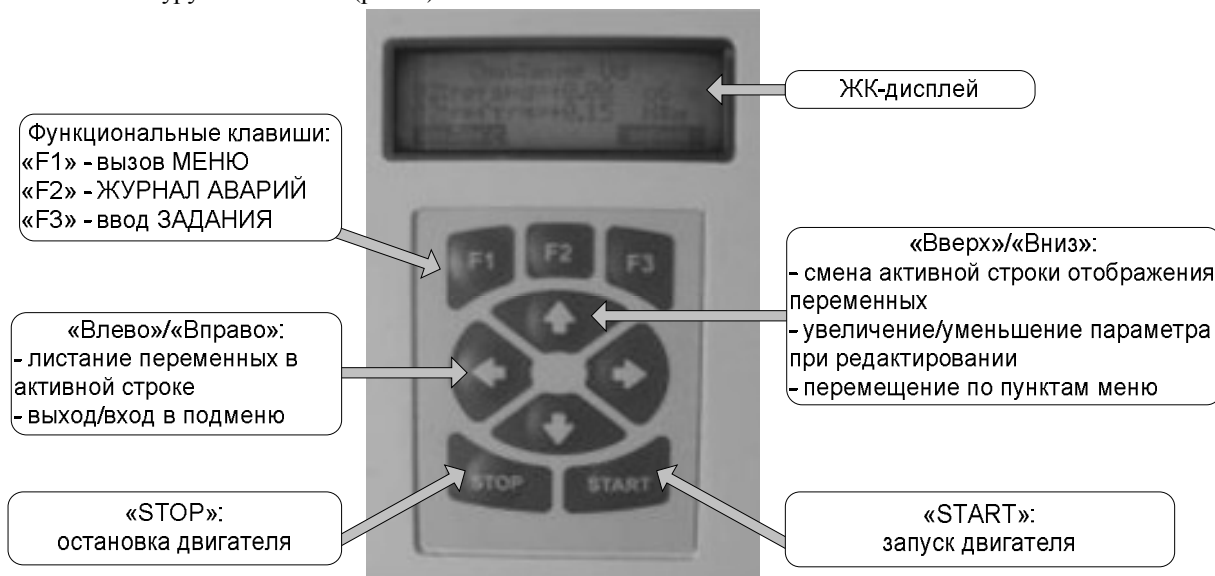 ЖК-дисплей
Функциональные клавиши:
«F1» - вызов МЕНЮ
«F2» - ЖУРНАЛ АВАРИЙ
«F3» - ввод ЗАДАНИЯ
F1 F2 F3
«Вверх»/«Вниз»:
- смена активной строки отображения
переменных
- увеличение/уменьшение параметра
при редактировании
- перемещение по пунктам меню
«Влево»/«Вправо»:
- листание переменных в
активной строке
- выход/вход в подменю
STOP START
«STOP»:
остановка двигателя
«START»:
запуск двигателя